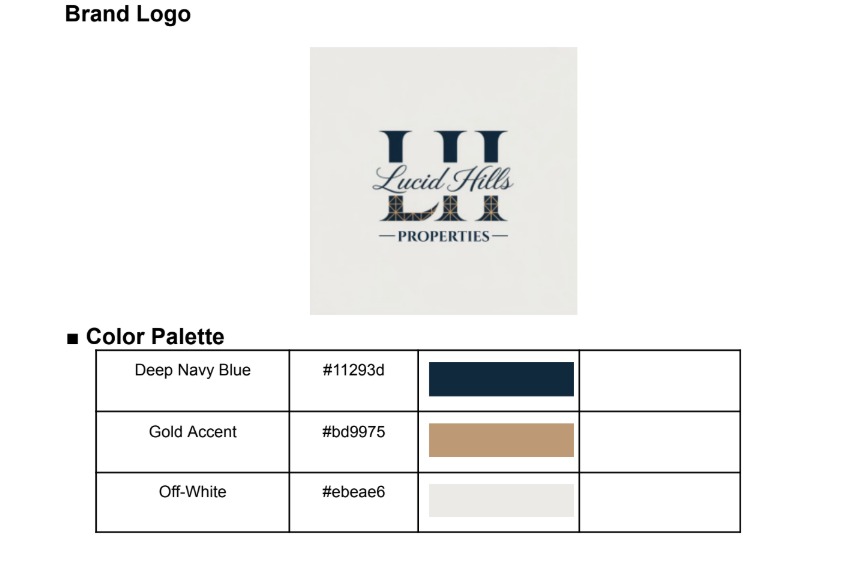 Brand Logo
LH
Lucid Hills
PROPERTIES
■ Color Palette
Deep Navy Blue #11293d
Gold Accent #bd9975
Off-White #ebeae6